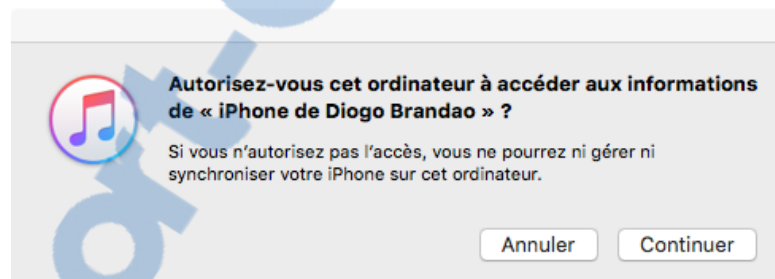 Autorisez-vous cet ordinateur à accéder aux informations
de « iPhone de Diogo Brandao » ?
Si vous n’autorisez pas l’accès, vous ne pourrez ni gérer ni
synchroniser votre iPhone sur cet ordinateur.
Annuler
Continuer